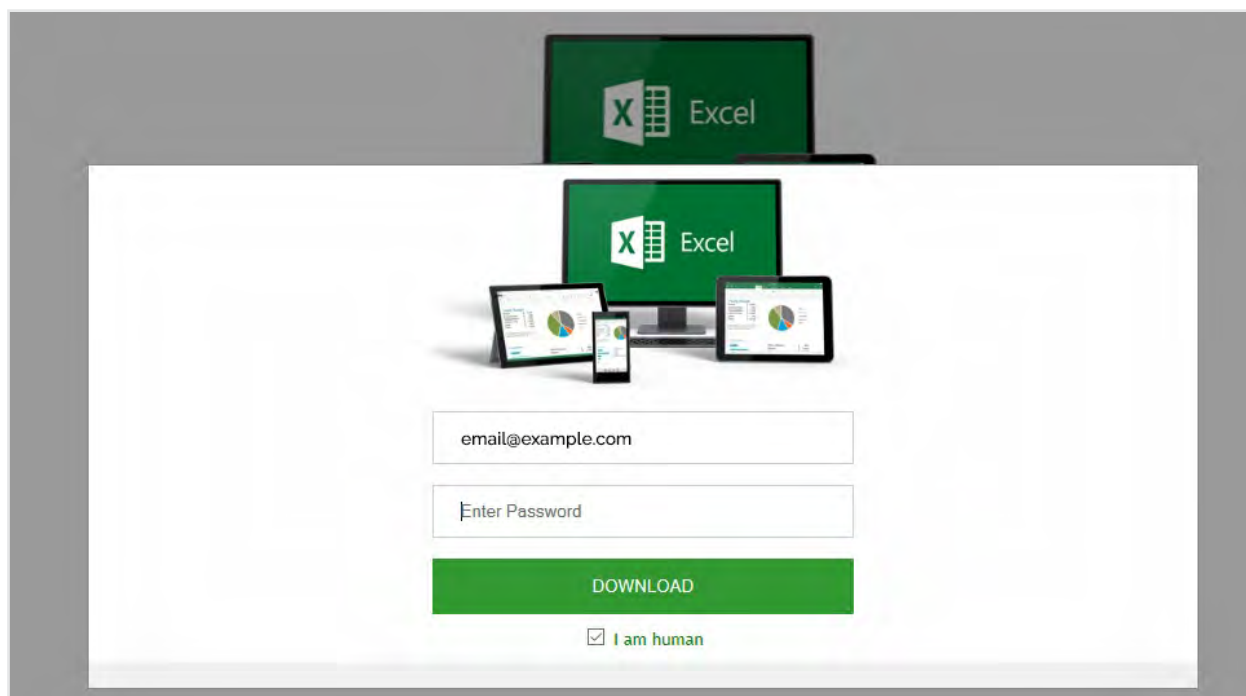 X Excel
X Excel
email@example.com
Enter Password
DOWNLOAD
I am human